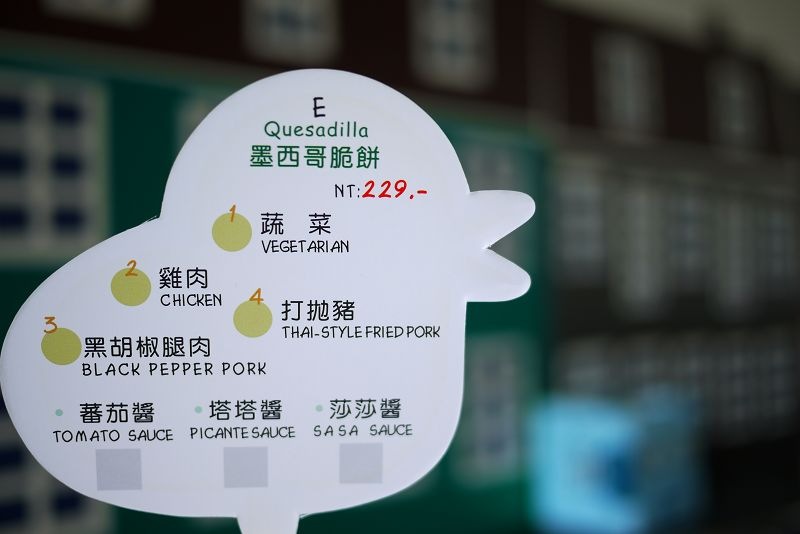 E
Quesadilla
墨西哥脆餅
NT:229.-
1
蔬 菜
VEGETARIAN
2
雞肉
CHICKEN
4
打拋豬
THAI-STYLE FRIED PORK
3
黑胡椒腿肉
BLACK PEPPER PORK
蕃茄醬
TOMATO SAUCE
塔塔醬
PICANTE SAUCE
莎莎醬
SASA SAUCE